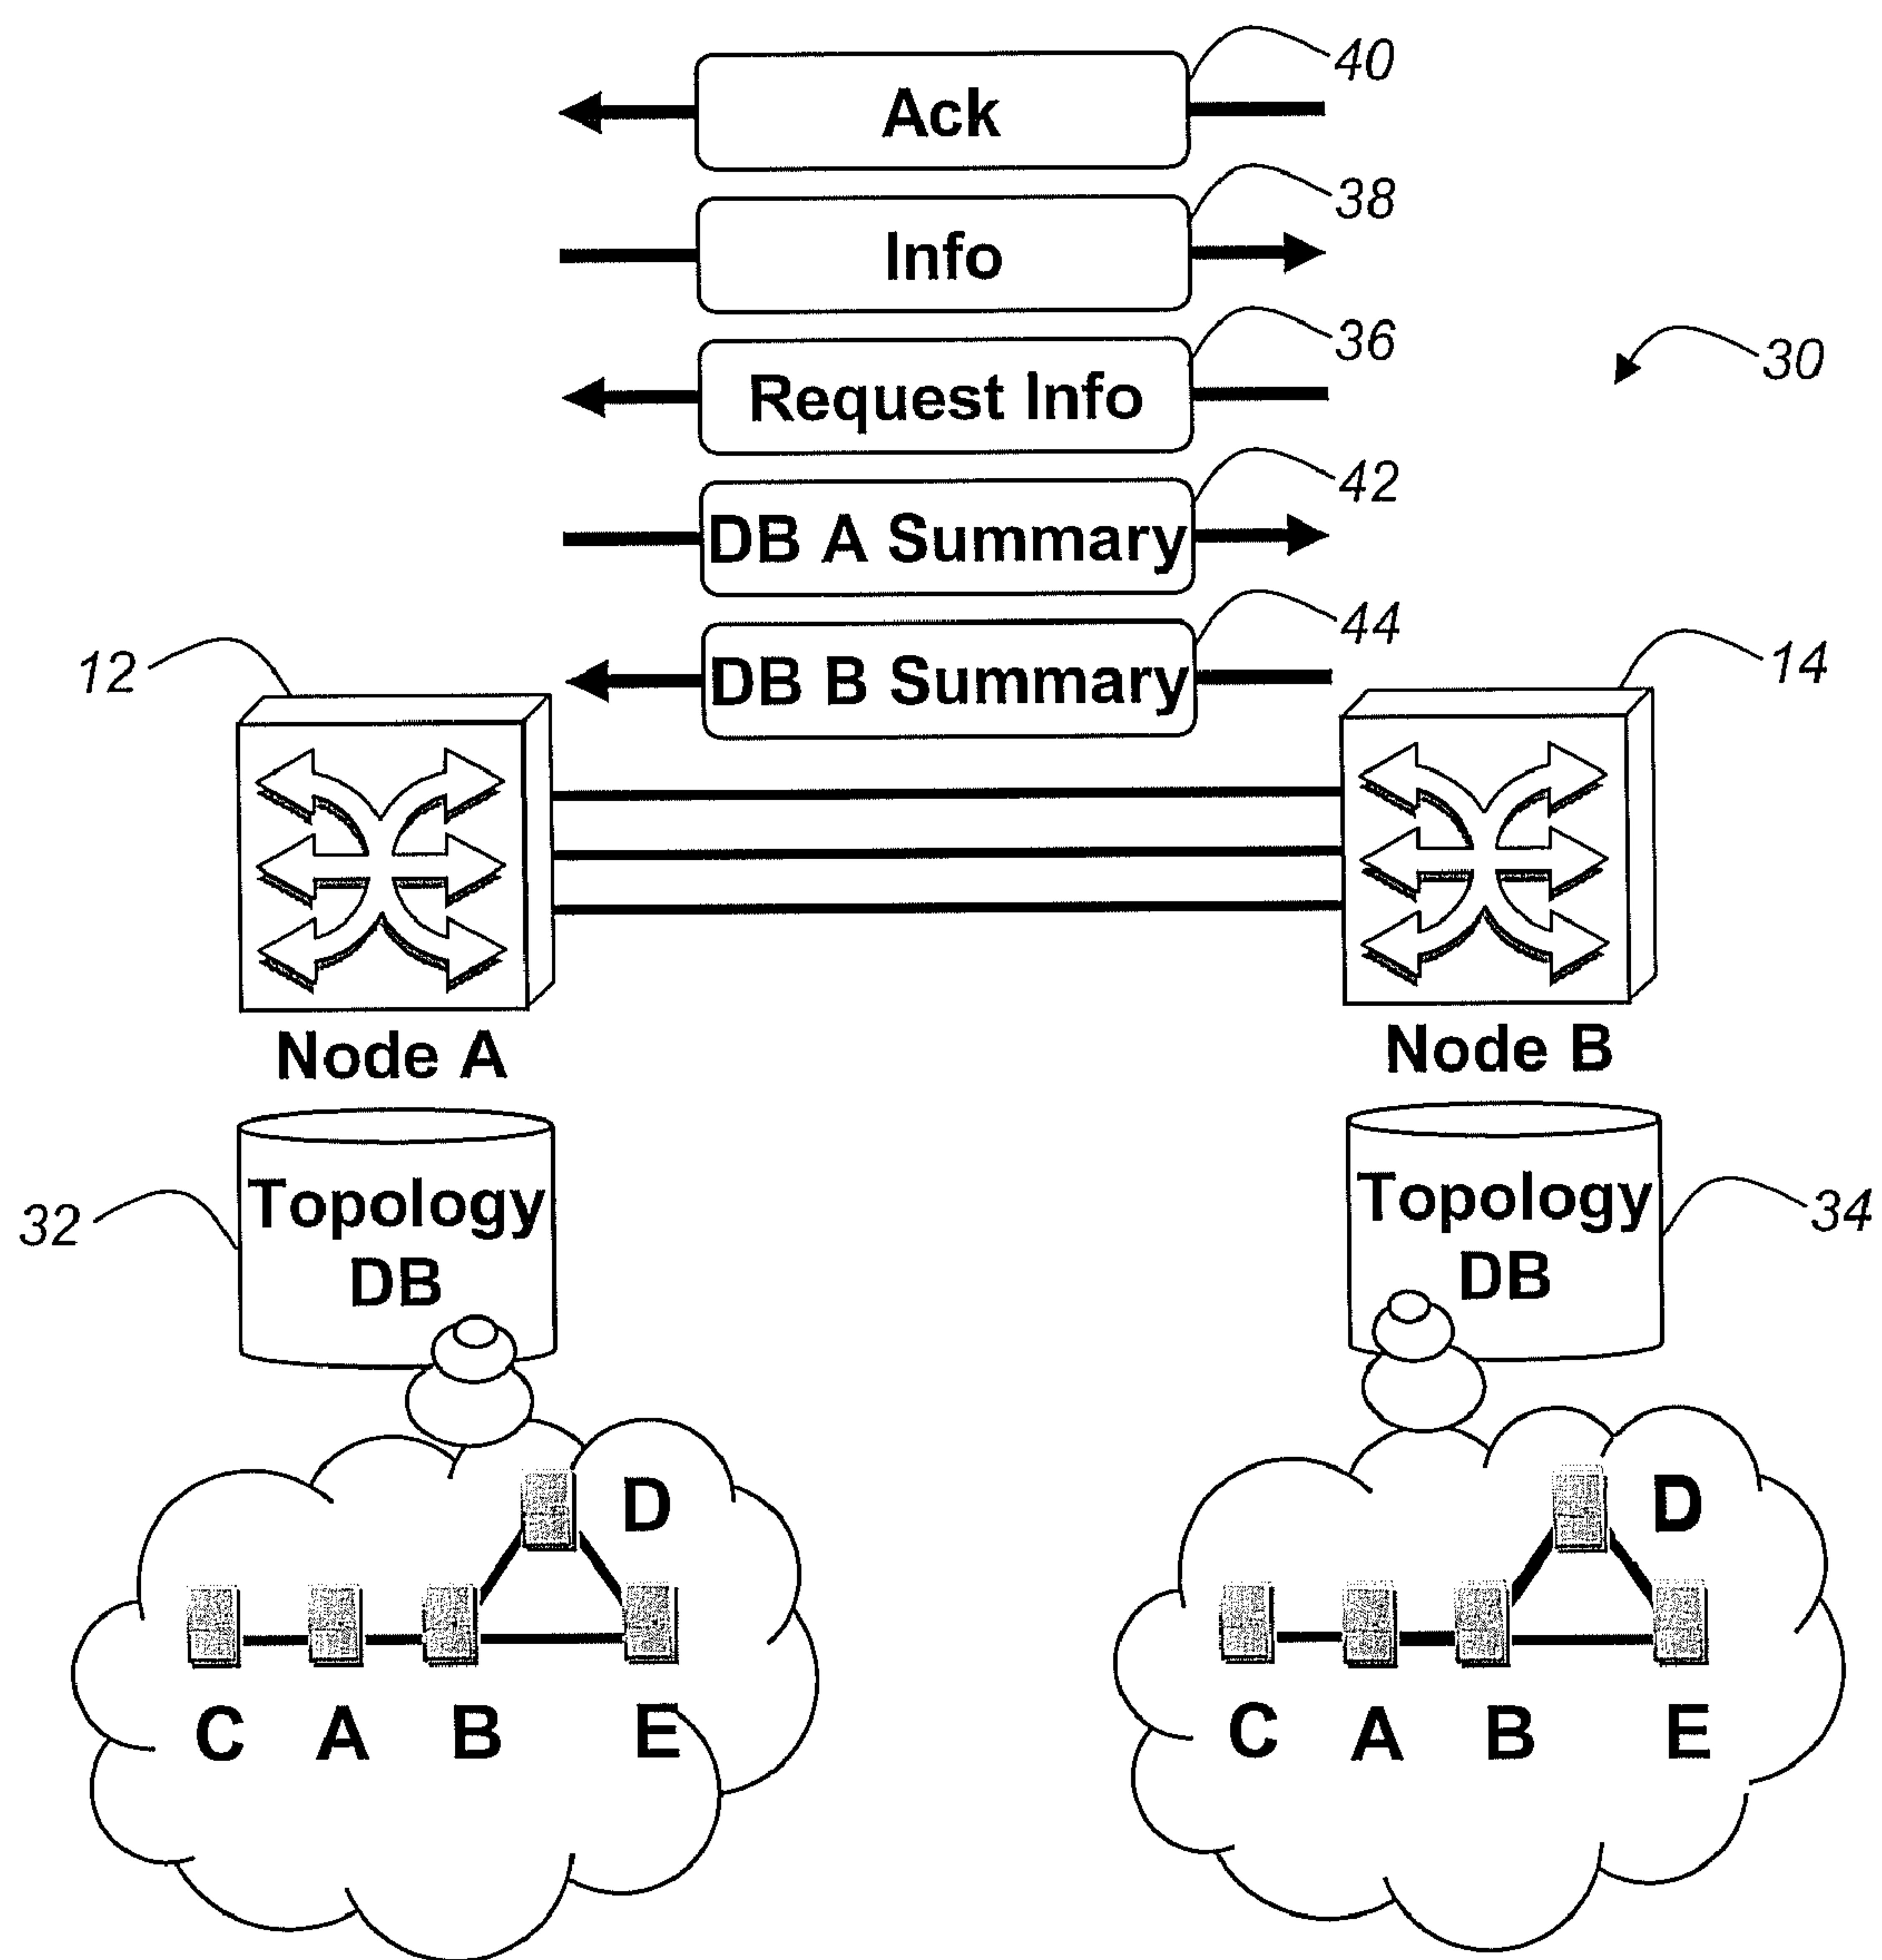 Ack
40
Info
38
Request Info
36
30
DB A Summary
42
DB B Summary
44
12
14
Node A
Node B
Topology
DB
32
Topology
DB
34
D
C A B E
D
C A B E